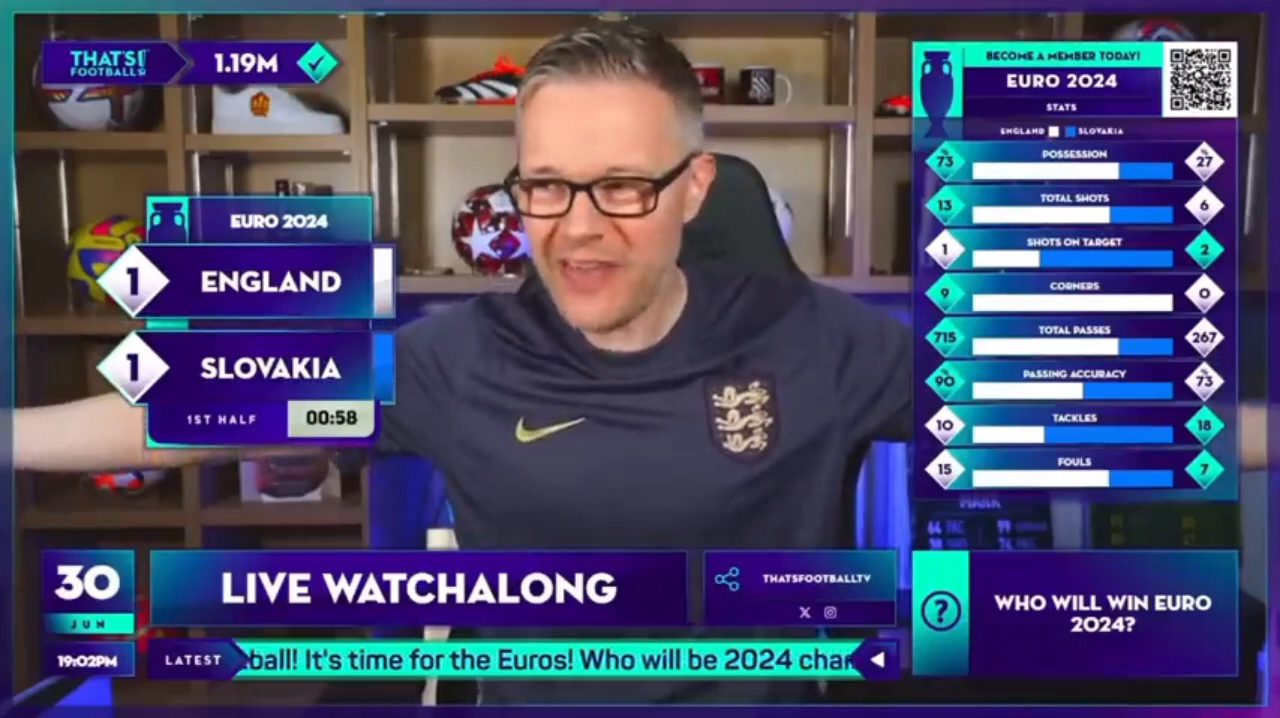 THAT'S!
FOOTBALL
1.19M
BECOME A MEMBER TODAY!
EURO 2024
STATS
ENGLAND SLOVAKIA
% %
73 POSSESSION 27
13 TOTAL SHOTS 6
1 SHOTS ON TARGET 2
9 CORNERS 0
715 TOTAL PASSES 267
% %
90 PASSING ACCURACY 73
10 TACKLES 18
15 FOULS 7
EURO 2024
1 ENGLAND
1 SLOVAKIA
1ST HALF 00:58
MARK
30
JUN
19:02PM
LIVE WATCHALONG
THATSFOOTBALLTV
LATEST
ball! It's time for the Euros! Who will be 2024 char
?
WHO WILL WIN EURO
2024?